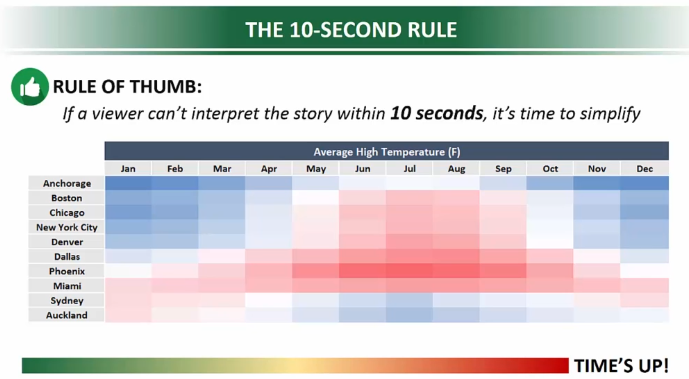 THE 10-SECOND RULE
RULE OF THUMB:
If a viewer can't interpret the story within 10 seconds, it's time to simplify
Average High Temperature (F)
Jan Feb Mar Apr May Jun Jul Aug Sep Oct Nov Dec
Anchorage
Boston
Chicago
New York City
Denver
Dallas
Phoenix
Miami
Sydney
Auckland
TIME'S UP!